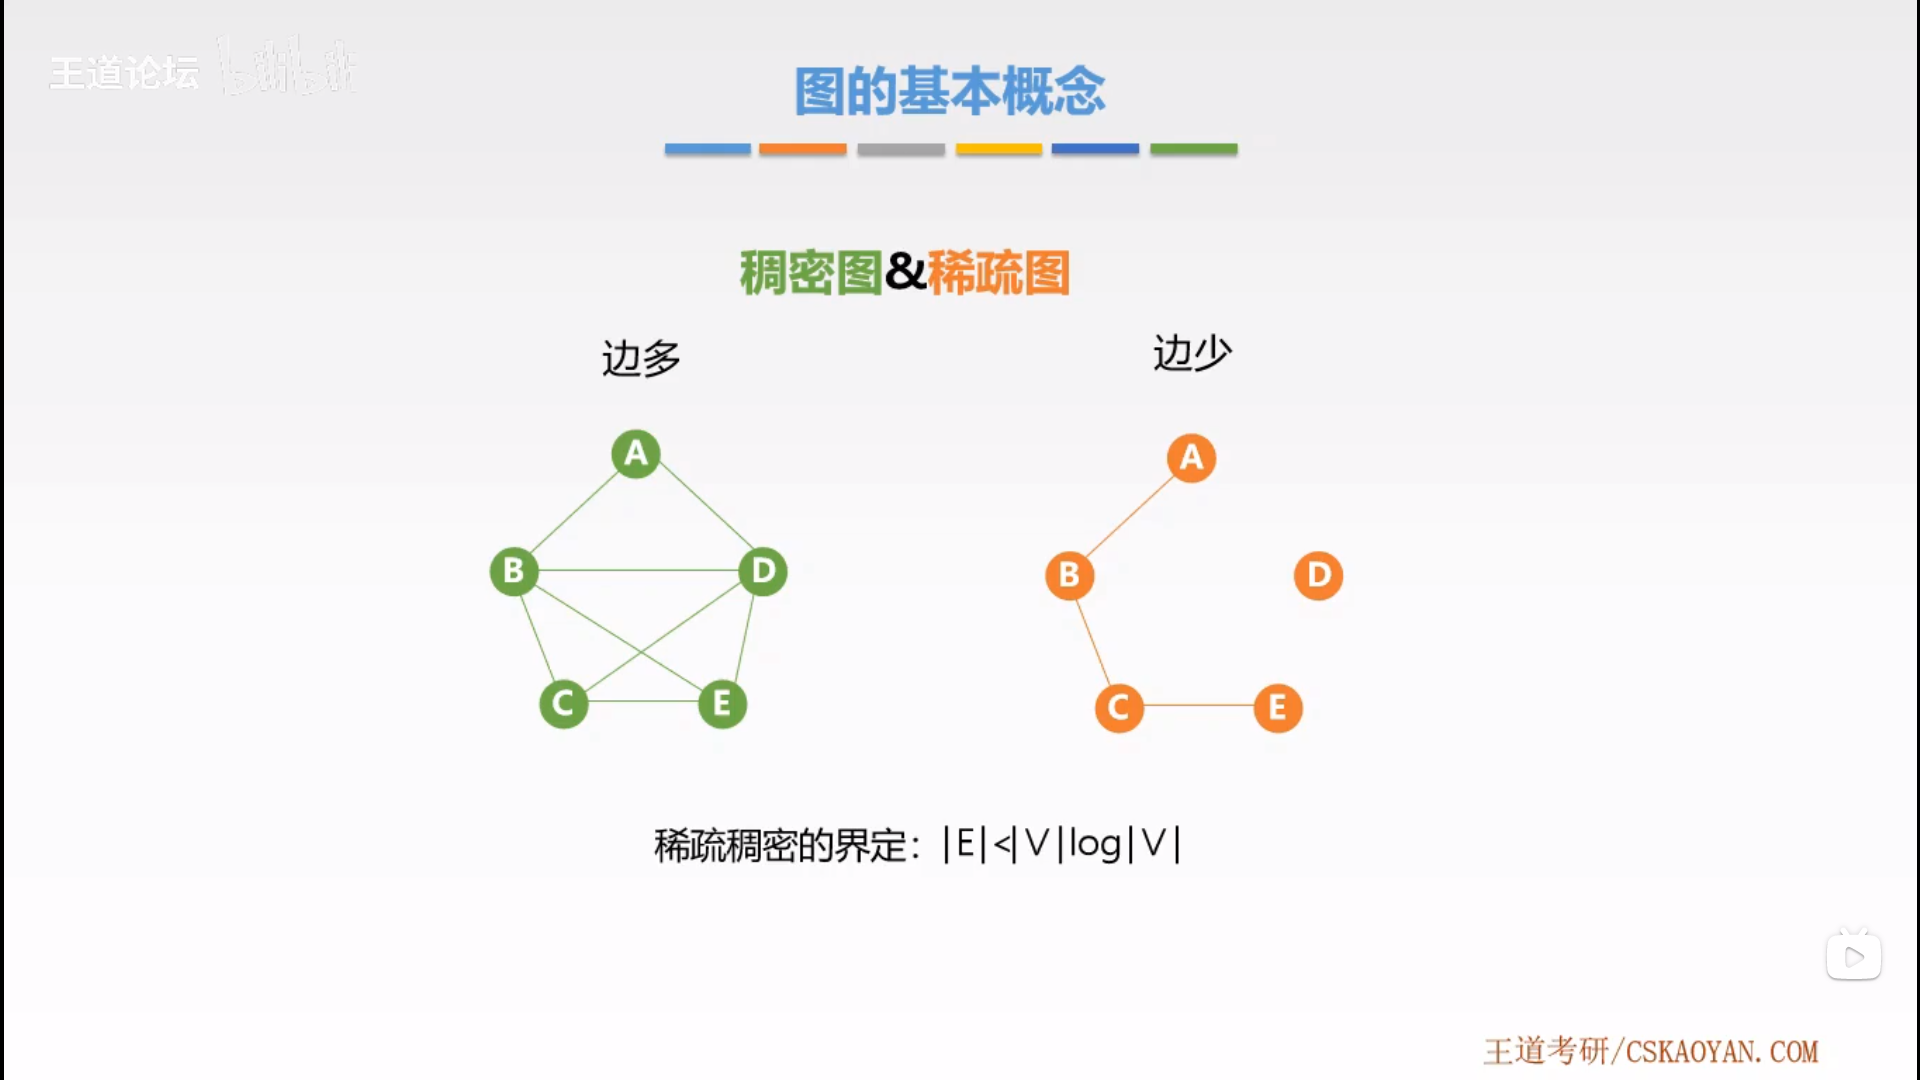 王道论坛 bilibili
图的基本概念
稠密图&稀疏图
边多
边少
A
B
D
C
E
A
B
D
C
E
稀疏稠密的界定：|E|<|V|log|V|
王道考研/CSKAOYAN.COM